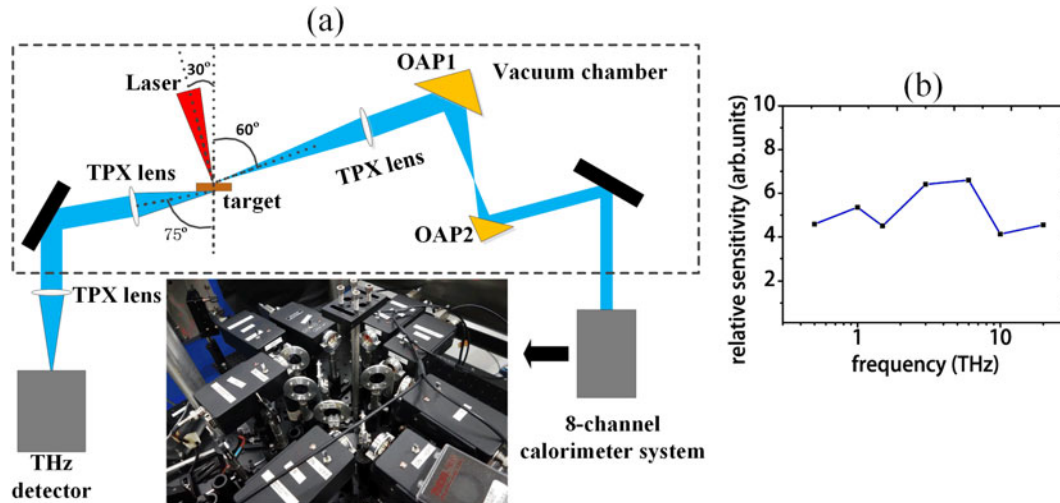 (a)
Laser
30°
60°
OAP1
Vacuum chamber
TPX lens
TPX lens
target
75°
OAP2
TPX lens
THz
detector
8-channel
calorimeter system
(b)
relative sensitivity (arb.units)
10
8
6
4
2
1
10
frequency (THz)